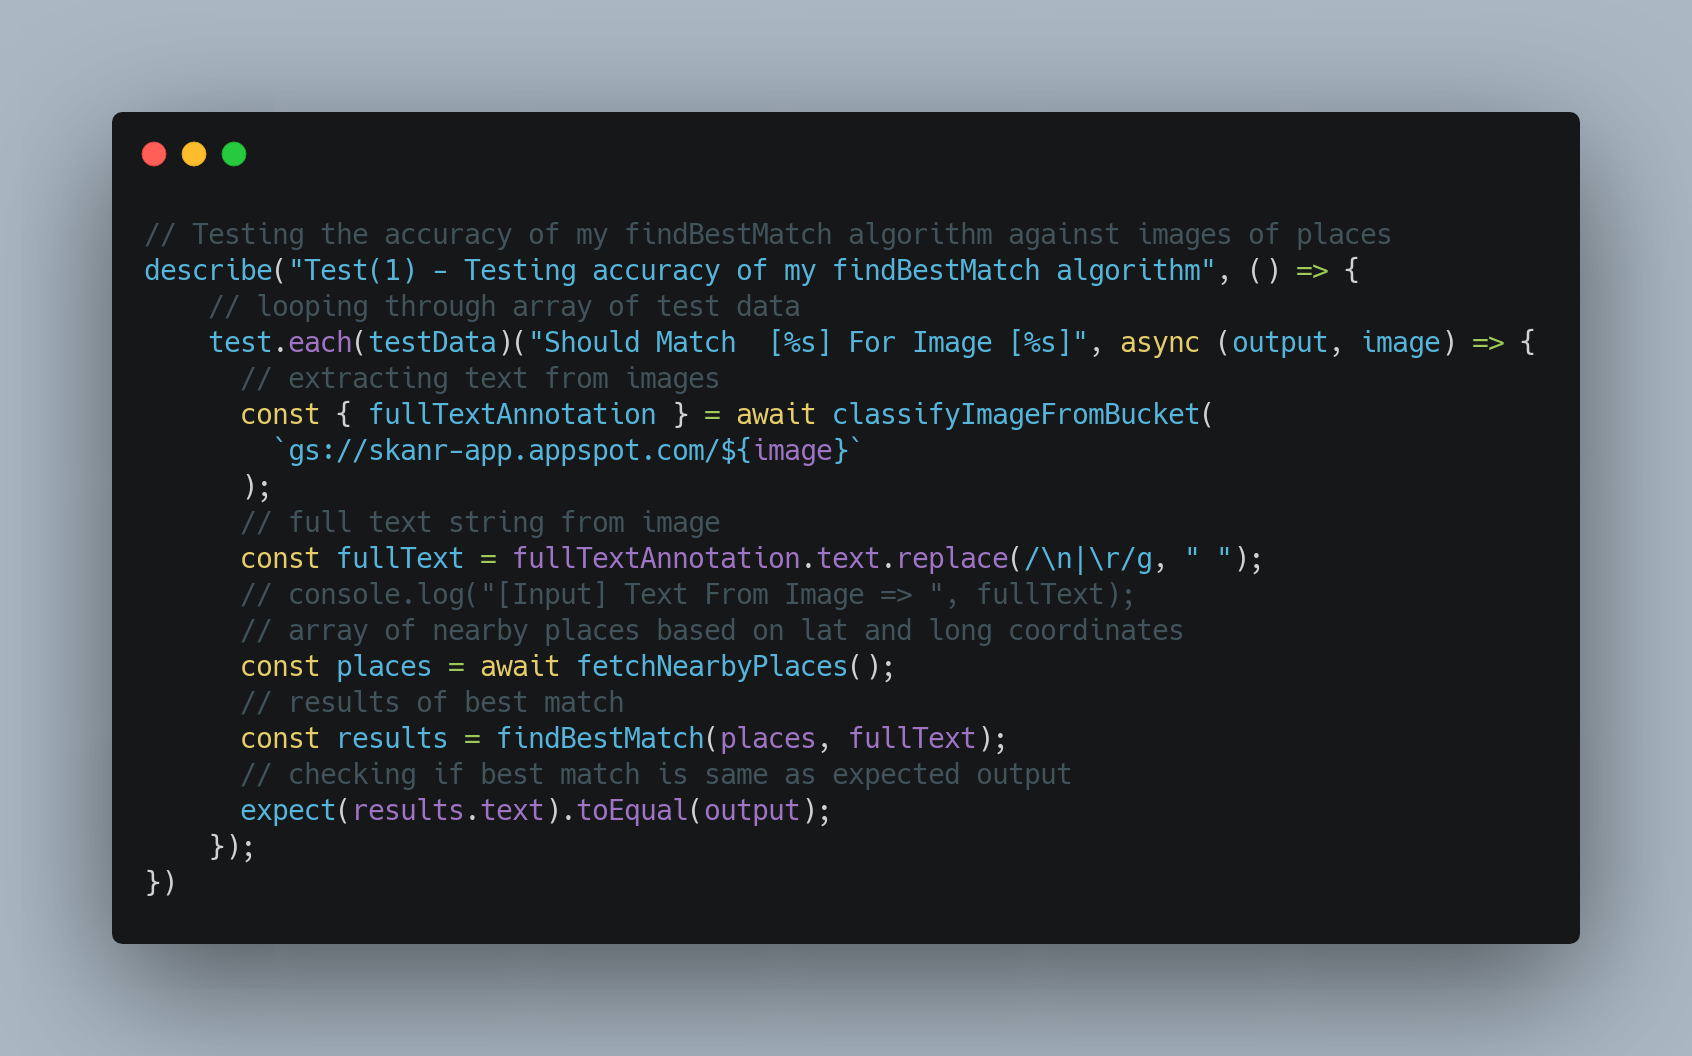 // Testing the accuracy of my findBestMatch algorithm against images of places
describe("Test(1) - Testing accuracy of my findBestMatch algorithm", () => {
    // looping through array of test data
    test.each(testData)("Should Match  [%s] For Image [%s]", async (output, image) => {
      // extracting text from images
      const { fullTextAnnotation } = await classifyImageFromBucket(
        `gs://skanr-app.appspot.com/${image}`
      );
      // full text string from image
      const fullText = fullTextAnnotation.text.replace(/\n|\r/g, " ");
      // console.log("[Input] Text From Image => ", fullText);
      // array of nearby places based on lat and long coordinates
      const places = await fetchNearbyPlaces();
      // results of best match
      const results = findBestMatch(places, fullText);
      // checking if best match is same as expected output
      expect(results.text).toEqual(output);
    });
})